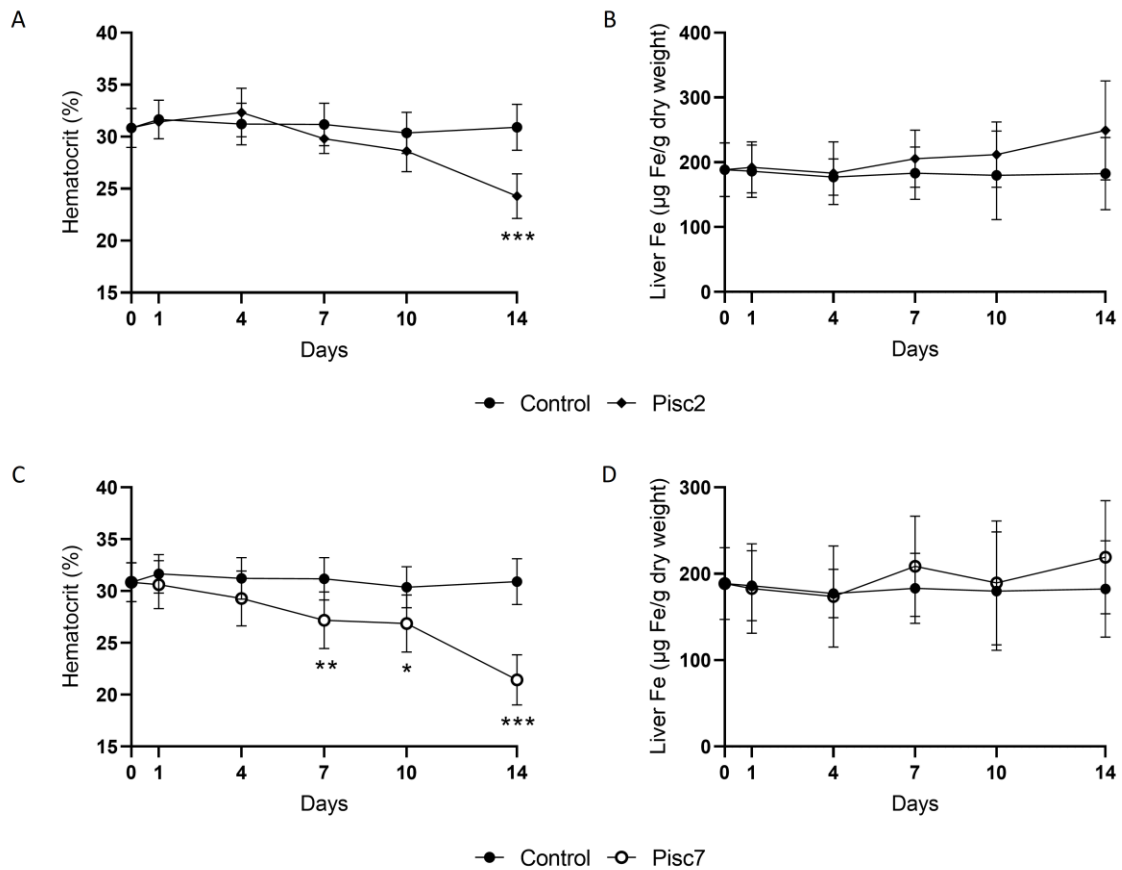 A
B
Hematocrit (%)
40
35
30
25
20
15
***
0 1 4 7 10 14
Days
Liver Fe (µg Fe/g dry weight)
400
300
200
100
0
0 1 4 7 10 14
Days
Control Pisc2
C
D
Hematocrit (%)
40
35
30
25
20
15
** * ***
0 1 4 7 10 14
Days
Liver Fe (µg Fe/g dry weight)
300
200
100
0
0 1 4 7 10 14
Days
Control Pisc7